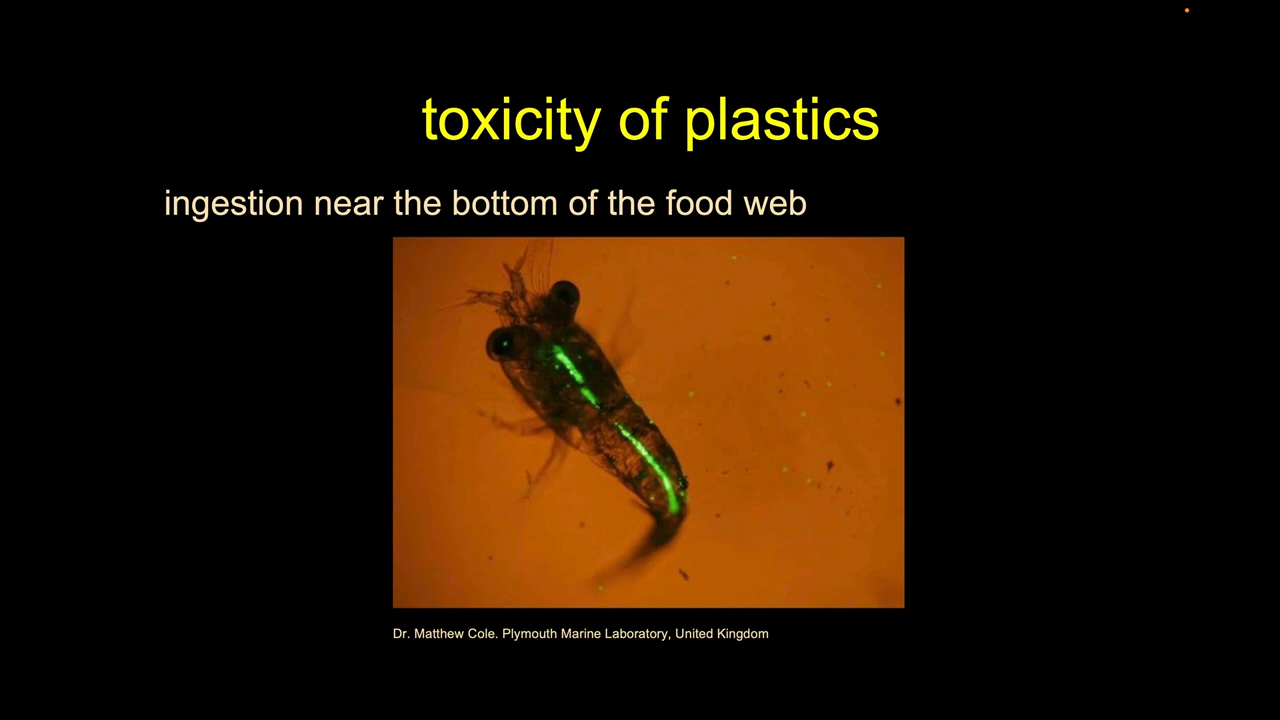 toxicity of plastics
ingestion near the bottom of the food web
Dr. Matthew Cole. Plymouth Marine Laboratory, United Kingdom